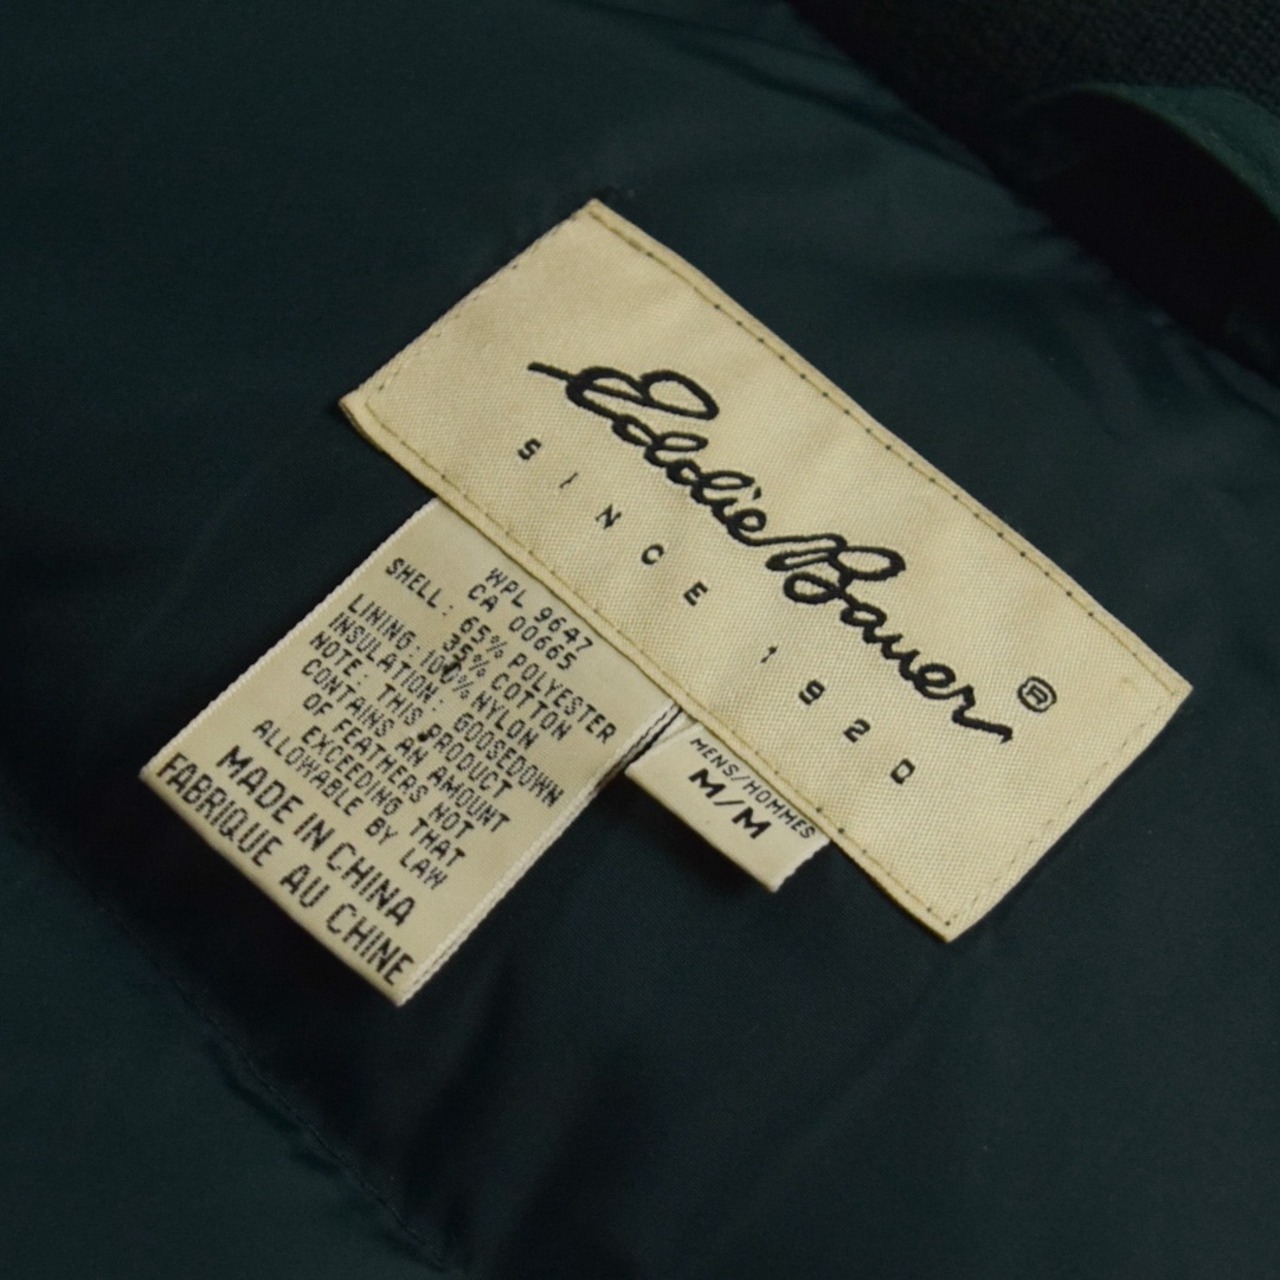 Eddie Bauer®
SINCE 1920
WPL 9647
CA 00665
SHELL: 65% POLYESTER
35% COTTON
LINING: 100% NYLON
INSULATION: GOOSEDOWN
NOTE: THIS PRODUCT
CONTAINS AN AMOUNT
OF FEATHERS NOT
EXCEEDING THAT
ALLOWABLE BY LAW
MADE IN CHINA
FABRIQUE AU CHINE
MENS/HOMMES
M/M